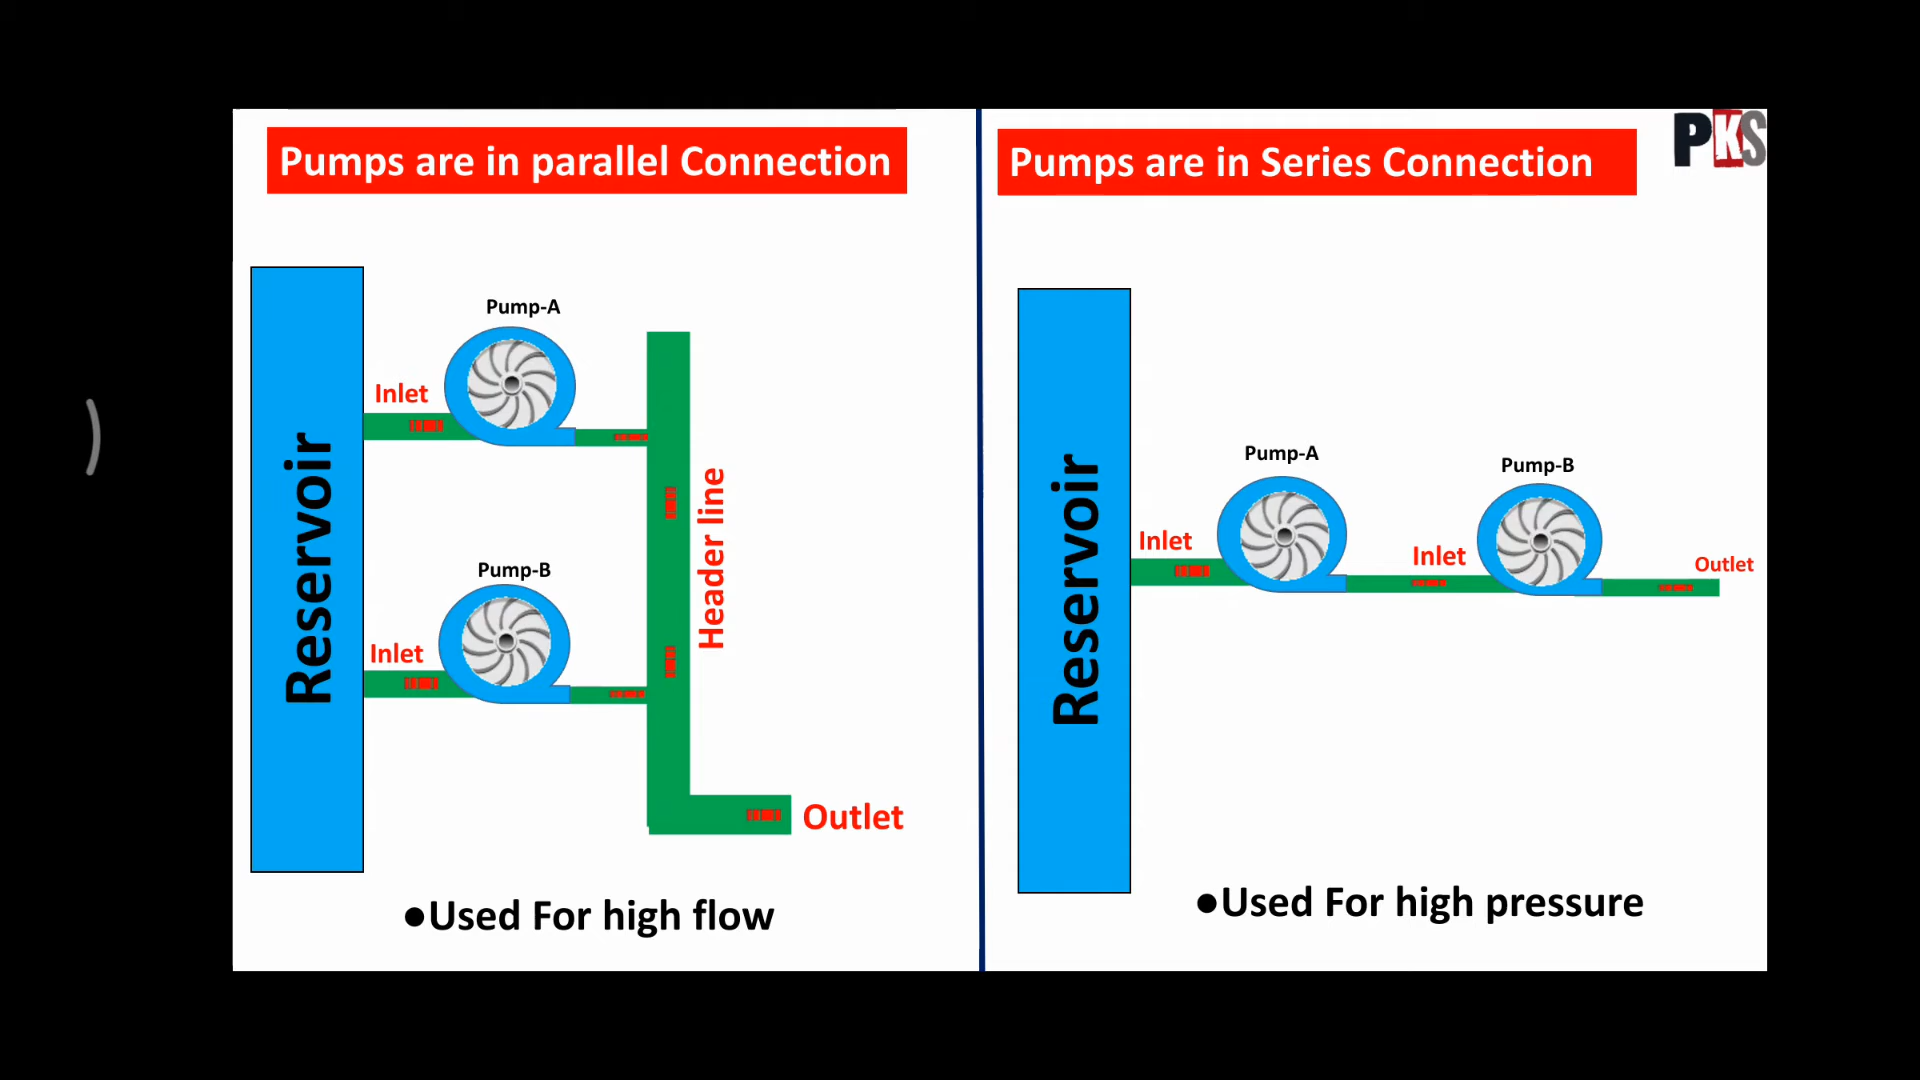 Pumps are in parallel Connection
Pump-A
Inlet
Reservoir
Header line
Pump-B
Inlet
Outlet
●Used For high flow
Pumps are in Series Connection
PKS
Pump-A
Pump-B
Reservoir
Inlet
Inlet
Outlet
●Used For high pressure